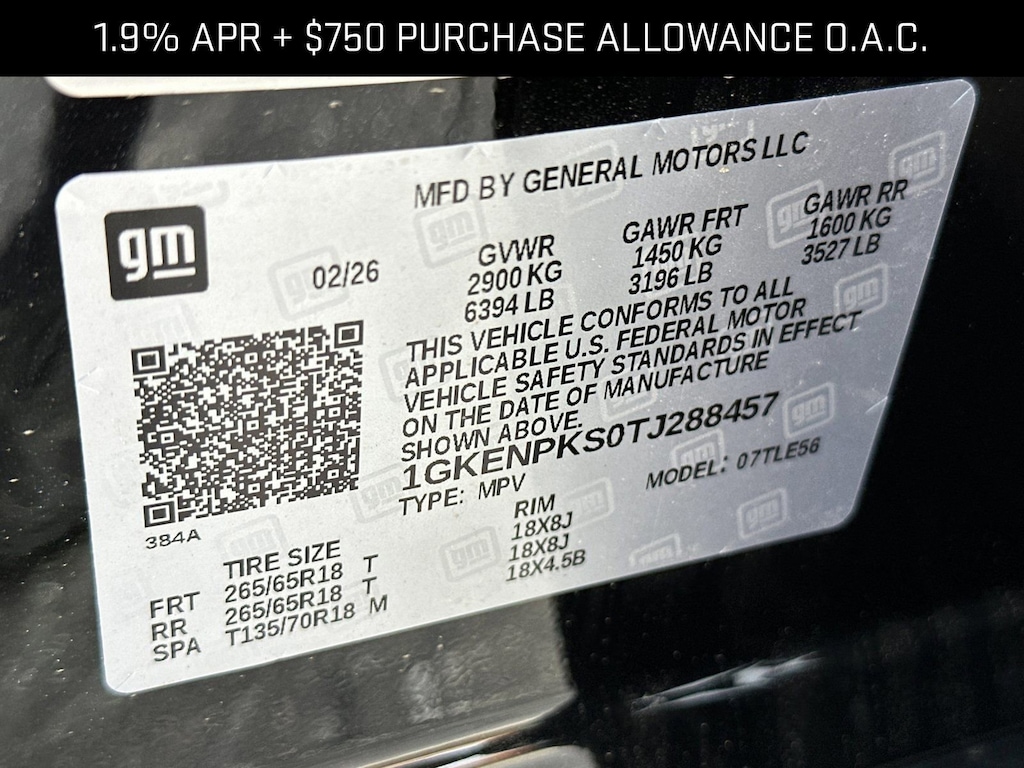 1.9% APR + $750 PURCHASE ALLOWANCE O.A.C.
MFD BY GENERAL MOTORS LLC
gm
02/26
GVWR
2900 KG
6394 LB
GAWR FRT
1450 KG
3196 LB
GAWR RR
1600 KG
3527 LB
THIS VEHICLE CONFORMS TO ALL
APPLICABLE U.S. FEDERAL MOTOR
VEHICLE SAFETY STANDARDS IN EFFECT
ON THE DATE OF MANUFACTURE
SHOWN ABOVE.
1GKENPKS0TJ288457
TYPE: MPV
MODEL: 07TLE56
384A
TIRE SIZE
RIM
FRT 265/65R18 T 18X8J
RR 265/65R18 T 18X8J
SPA T135/70R18 M 18X4.5B